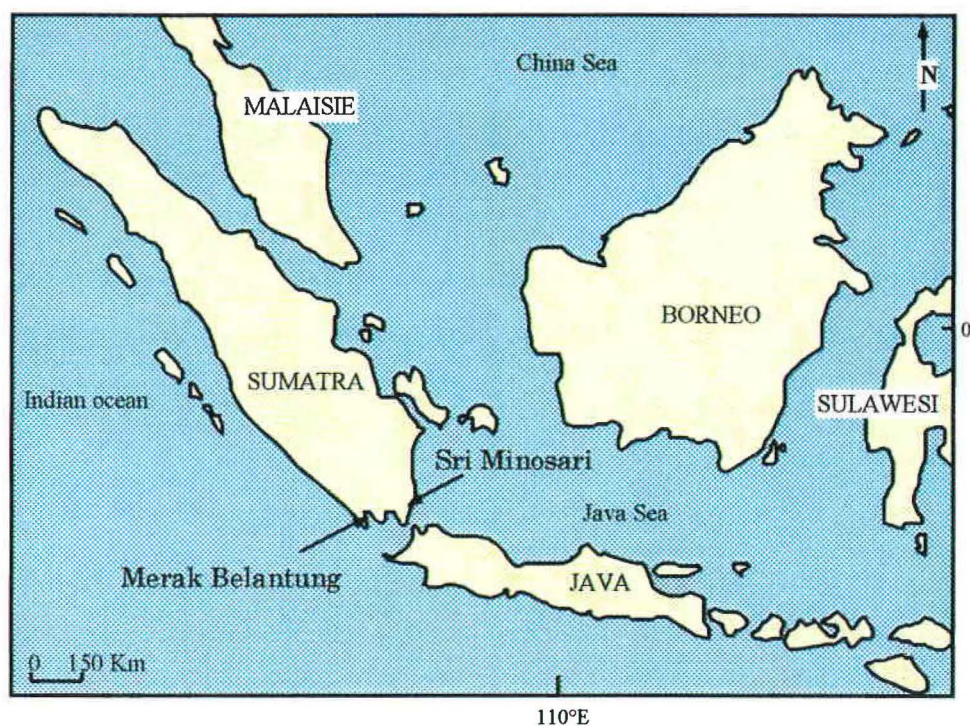 China Sea
N
MALAISIE
BORNEO
0
SUMATRA
Indian ocean
SULAWESI
Sri Minosari
Java Sea
Merak Belantung
JAVA
0 150 Km
110°E